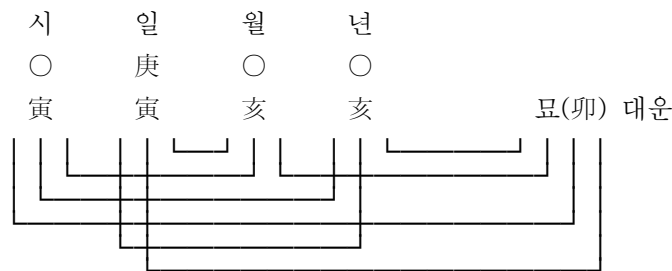 시 일 월 년
○ 庚 ○ ○
寅 寅 亥 亥 묘(卯) 대운